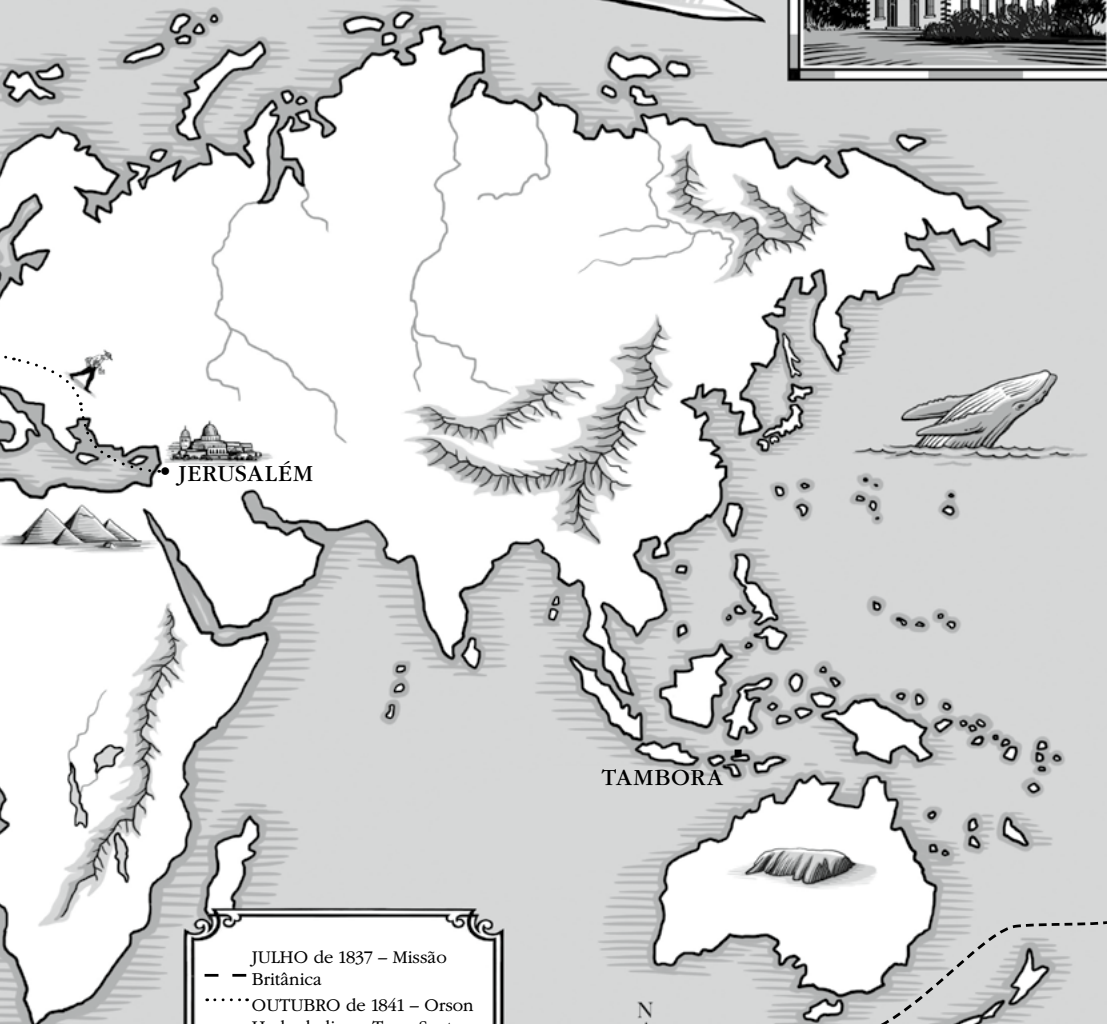 JERUSALÉM
TAMBORA
JULHO de 1837 – Missão
Britânica
OUTUBRO de 1841 – Orson
N